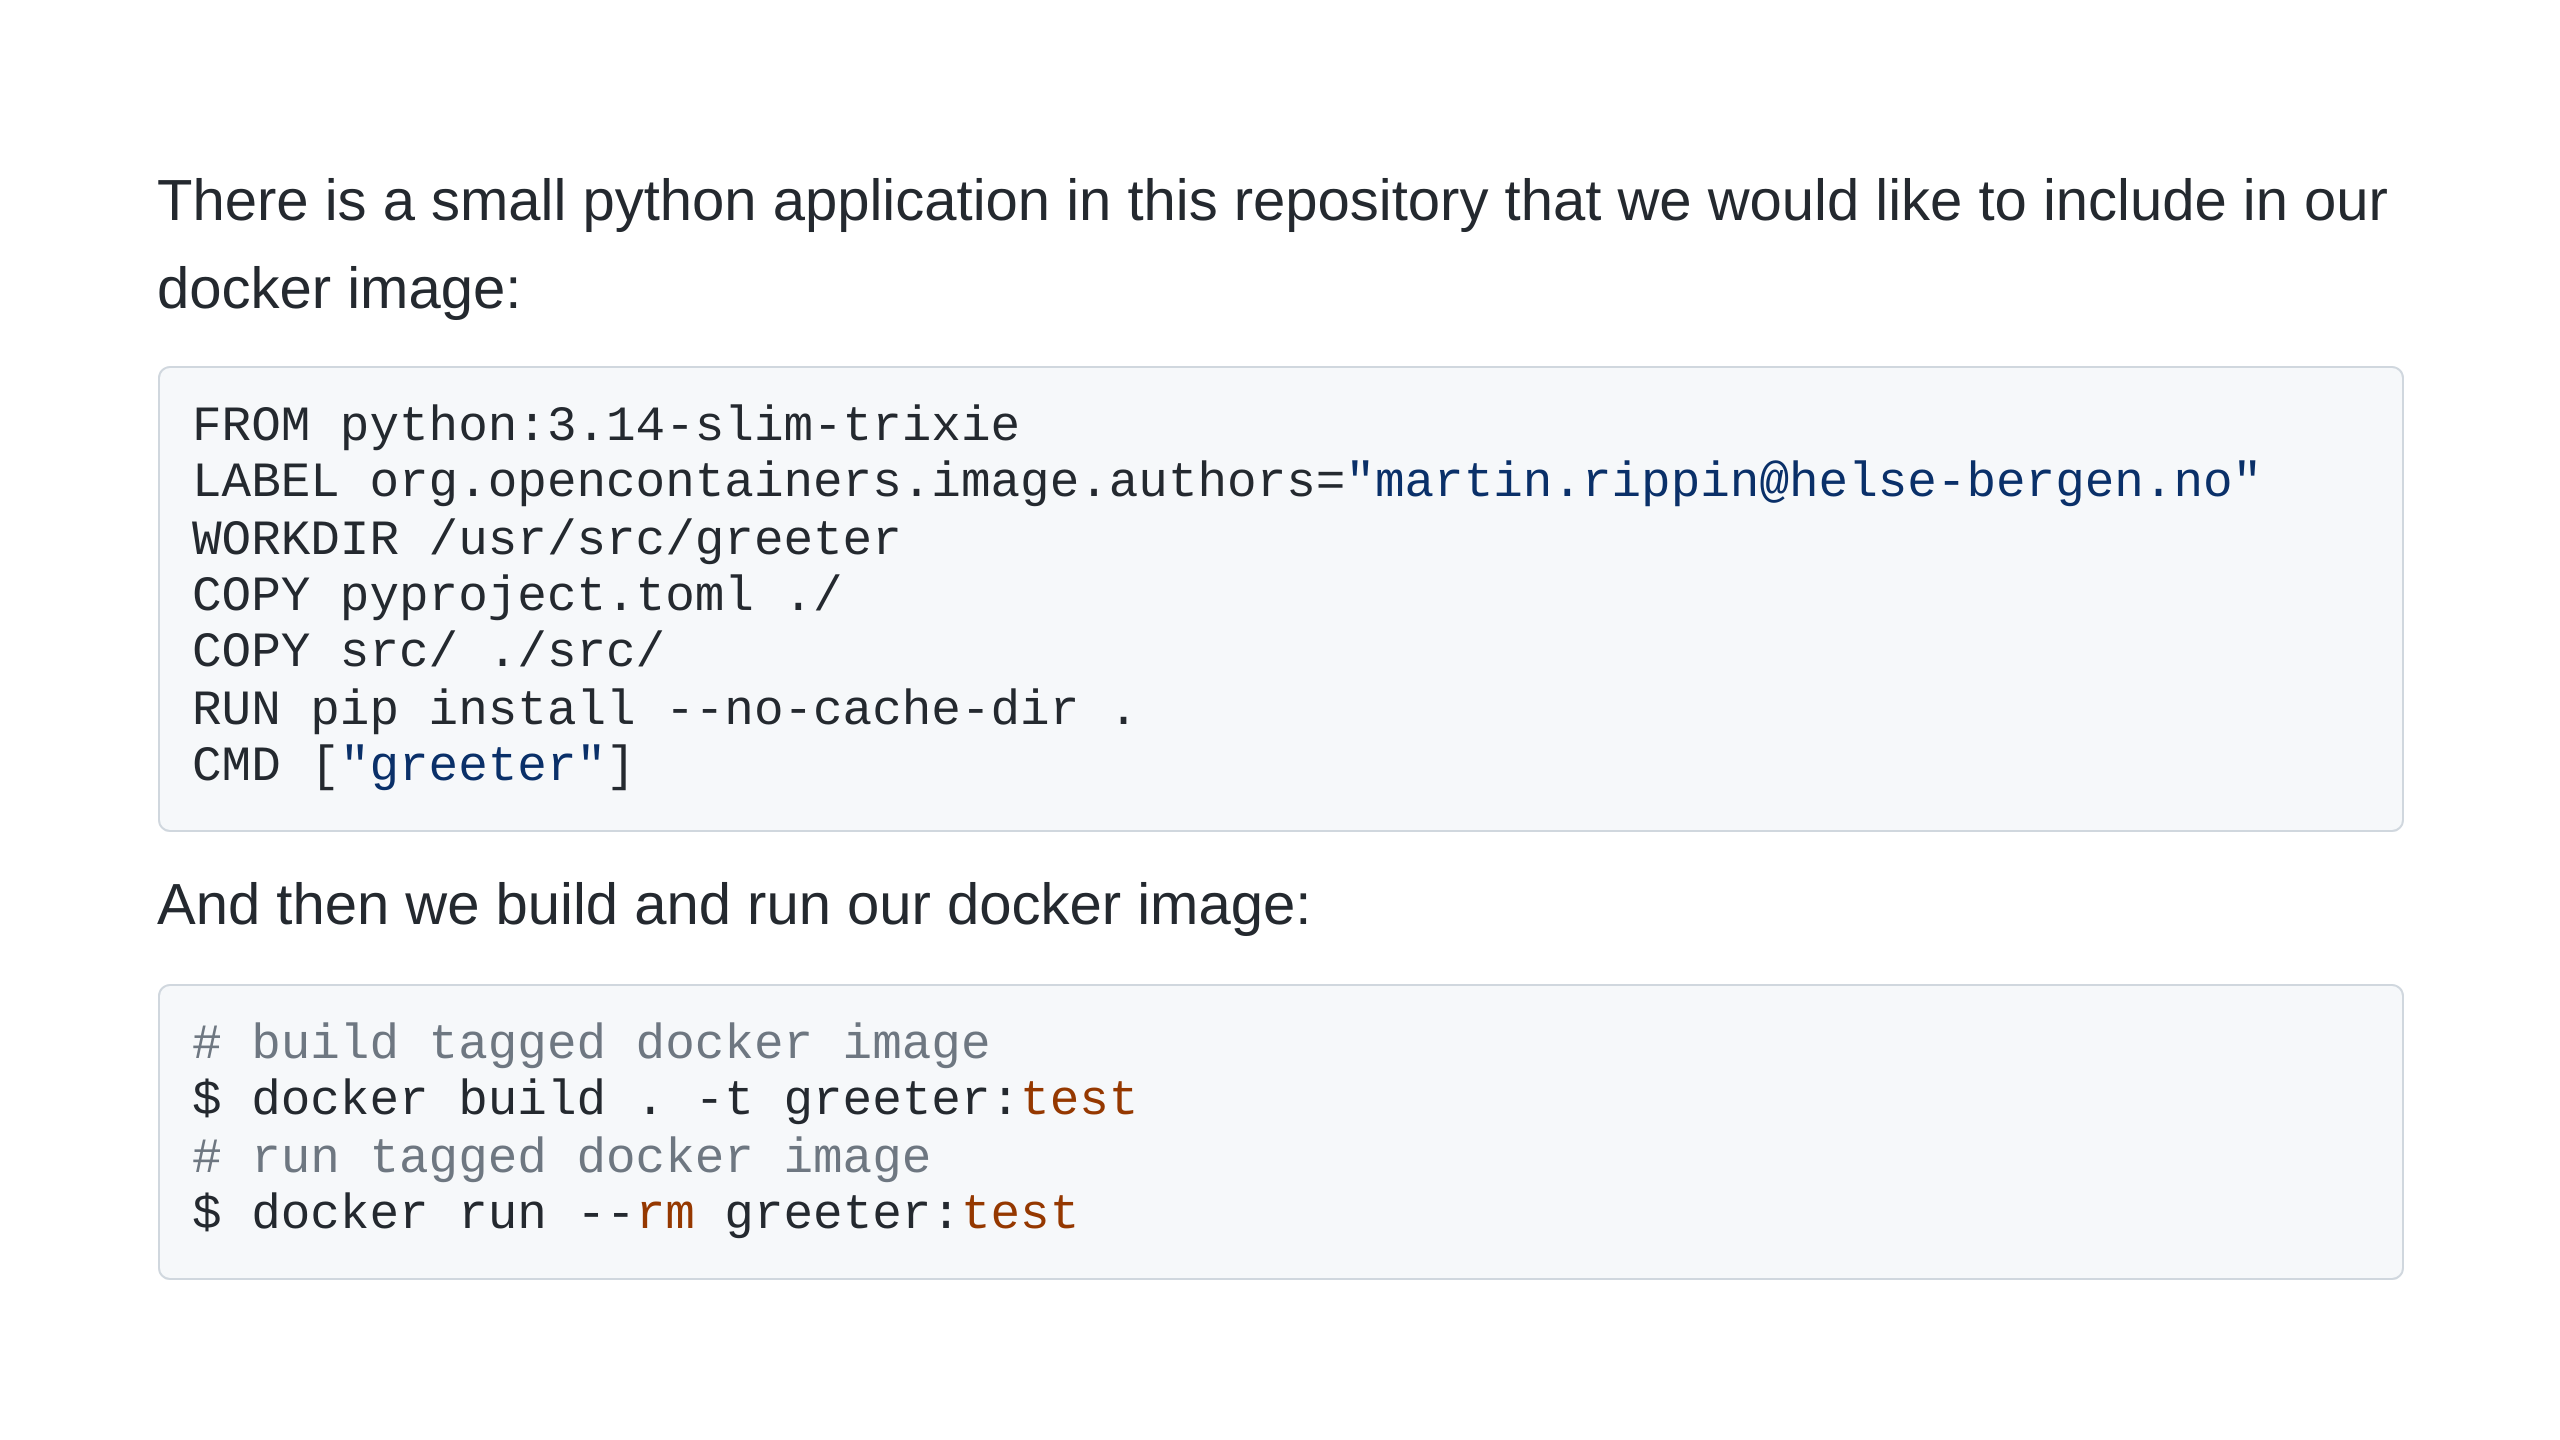 There is a small python application in this repository that we would like to include in our
docker image:
FROM python:3.14-slim-trixie
LABEL org.opencontainers.image.authors="martin.rippin@helse-bergen.no"
WORKDIR /usr/src/greeter
COPY pyproject.toml ./
COPY src/ ./src/
RUN pip install --no-cache-dir .
CMD ["greeter"]
And then we build and run our docker image:
# build tagged docker image
$ docker build . -t greeter:test
# run tagged docker image
$ docker run --rm greeter:test